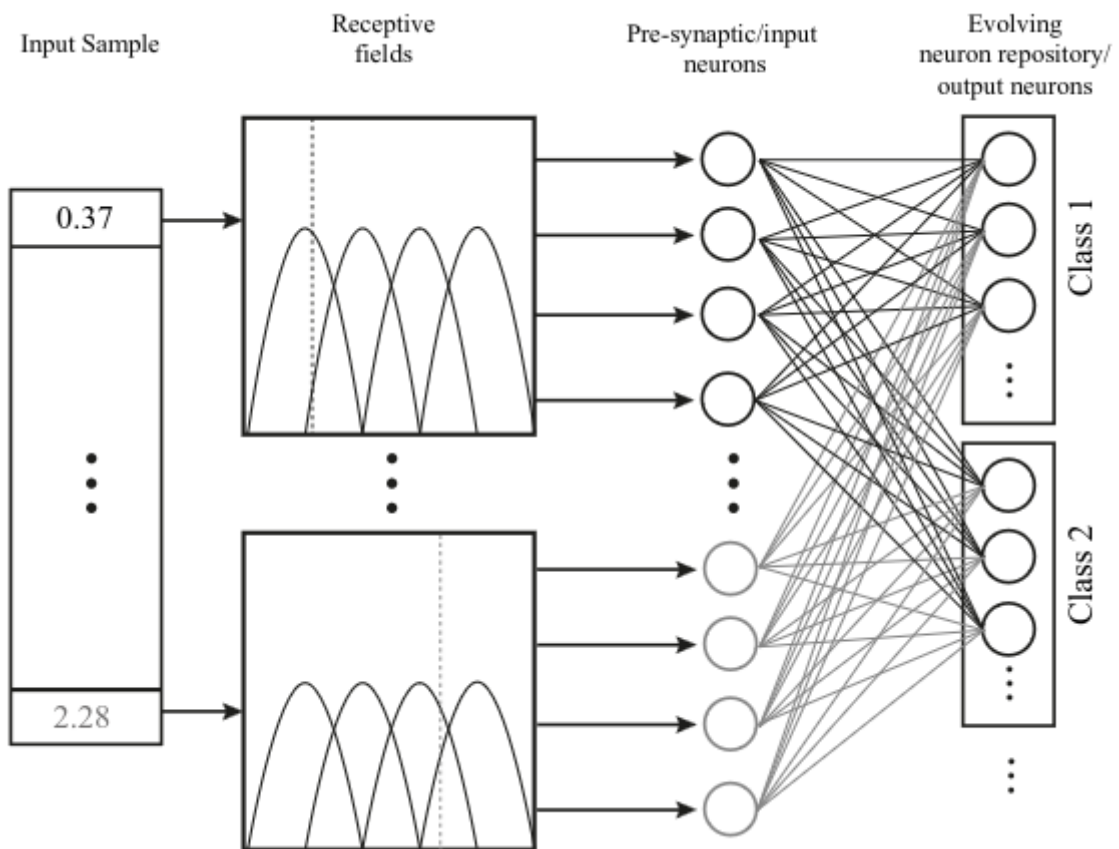 Input Sample
Receptive
fields
Pre-synaptic/input
neurons
Evolving
neuron repository/
output neurons
0.37
2.28
Class 1
Class 2